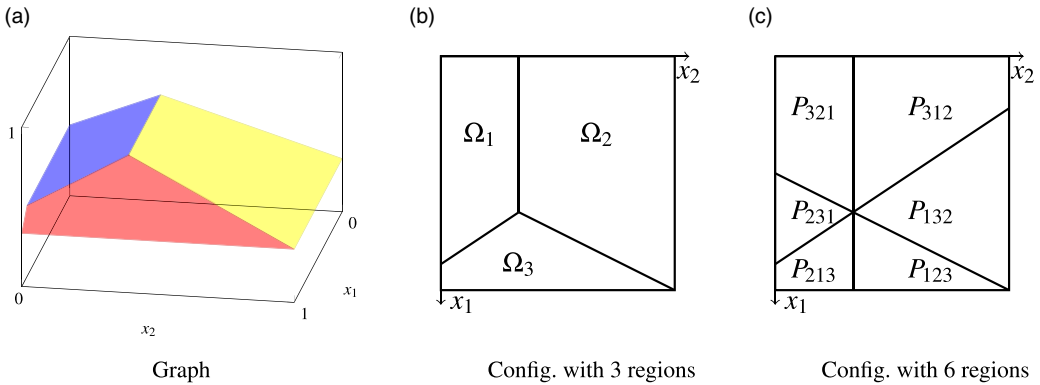 (a)
1
0
x₂
1
x₁
0
Graph
(b)
x₂
Ω₁
Ω₂
Ω₃
x₁
Config. with 3 regions
(c)
x₂
P₃₂₁
P₃₁₂
P₂₃₁
P₁₃₂
P₂₁₃
P₁₂₃
x₁
Config. with 6 regions